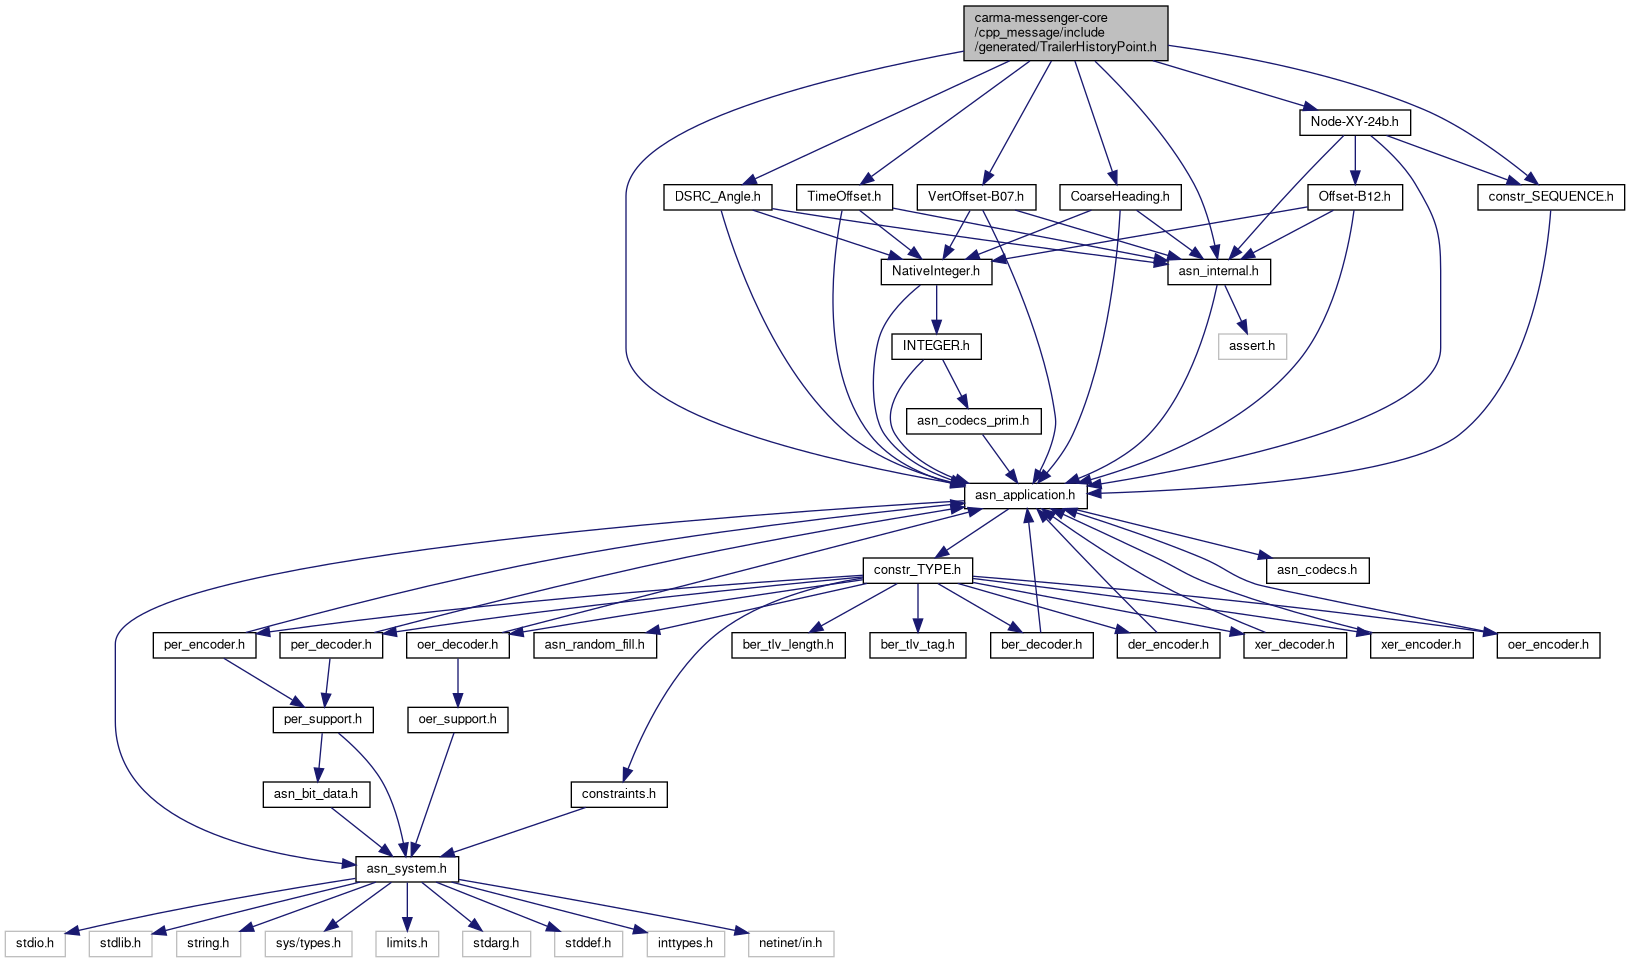 carma-messenger-core
/cpp_message/include
/generated/TrailerHistoryPoint.h
Node-XY-24b.h
DSRC_Angle.h
TimeOffset.h
VertOffset-B07.h
CoarseHeading.h
Offset-B12.h
constr_SEQUENCE.h
NativeInteger.h
asn_internal.h
INTEGER.h
assert.h
asn_codecs_prim.h
asn_application.h
constr_TYPE.h
asn_codecs.h
per_encoder.h
per_decoder.h
oer_decoder.h
asn_random_fill.h
ber_tlv_length.h
ber_tlv_tag.h
ber_decoder.h
der_encoder.h
xer_decoder.h
xer_encoder.h
oer_encoder.h
per_support.h
oer_support.h
asn_bit_data.h
constraints.h
asn_system.h
stdio.h
stdlib.h
string.h
sys/types.h
limits.h
stdarg.h
stddef.h
inttypes.h
netinet/in.h